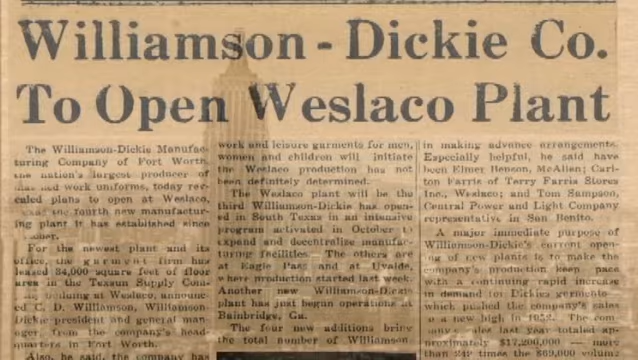 Williamson - Dickie Co.
To Open Weslaco Plant
The Williamson-Dickie Manufac-
turing Company of Fort Worth,
the nation's largest producer of
and work uniforms, today re-
vealed plans to open at Weslaco,
the fourth new manufactur-
ing plant it has established since
For the newest plant and its
office, the garment firm has
leased 34,000 square feet of floor
area in the Texsun Supply Com-
building at Weslaco, announc-
ed C. D. Williamson, Williamson-
Dickie president and general man-
ager, from the company's head-
quarters in Fort Worth.
Also, he said, the company has
work and leisure garments for men,
women and children will initiate
the Weslaco production has not
been definitely determined.
The Weslaco plant will be the
third Williamson-Dickie has open-
ed in South Texas in an intensive
program activated in October to
expand and decentralize manufac-
turing facilities. The others are
at Eagle Pass and at Uvalde,
where production started last week.
Another new Williamson-Dickie
plant has just begun operations at
Bainbridge, Ga.
The four new additions bring
the total number of Williamson
in making advance arrangements.
Especially helpful, he said have
been Elmer Benson, McAllen; Carl-
ton Farris of Terry Farris Stores
Inc., Weslaco; and Tom Sampson,
Central Power and Light Company
representative in San Benito.
A major immediate purpose of
Williamson-Dickie's current open-
ing of new plants is to make the
company's production keep pace
with a continuing rapid increase
in demand for Dickies garments
which pushed the company's sales
a new high in 1952. The com-
sales last year totaled ap-
proximately $17,200,000 — more
than 249 times the $69,000 volume